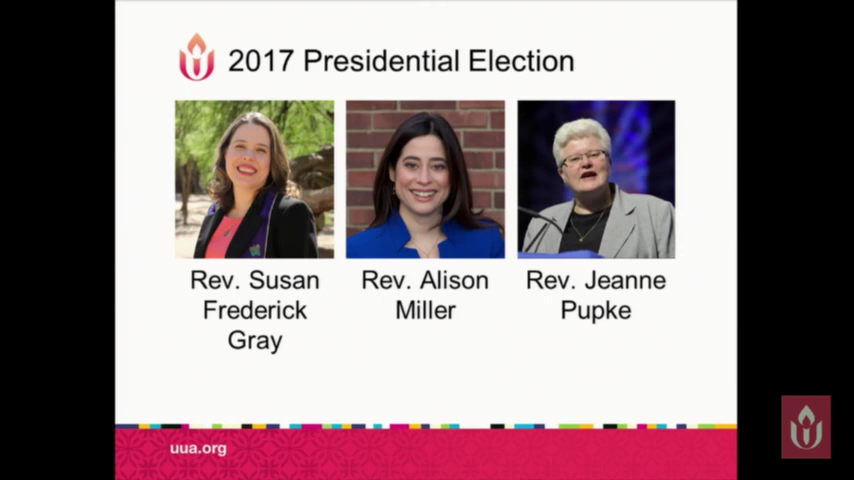 2017 Presidential Election
Rev. Susan
Frederick
Gray
Rev. Alison
Miller
Rev. Jeanne
Pupke
uua.org